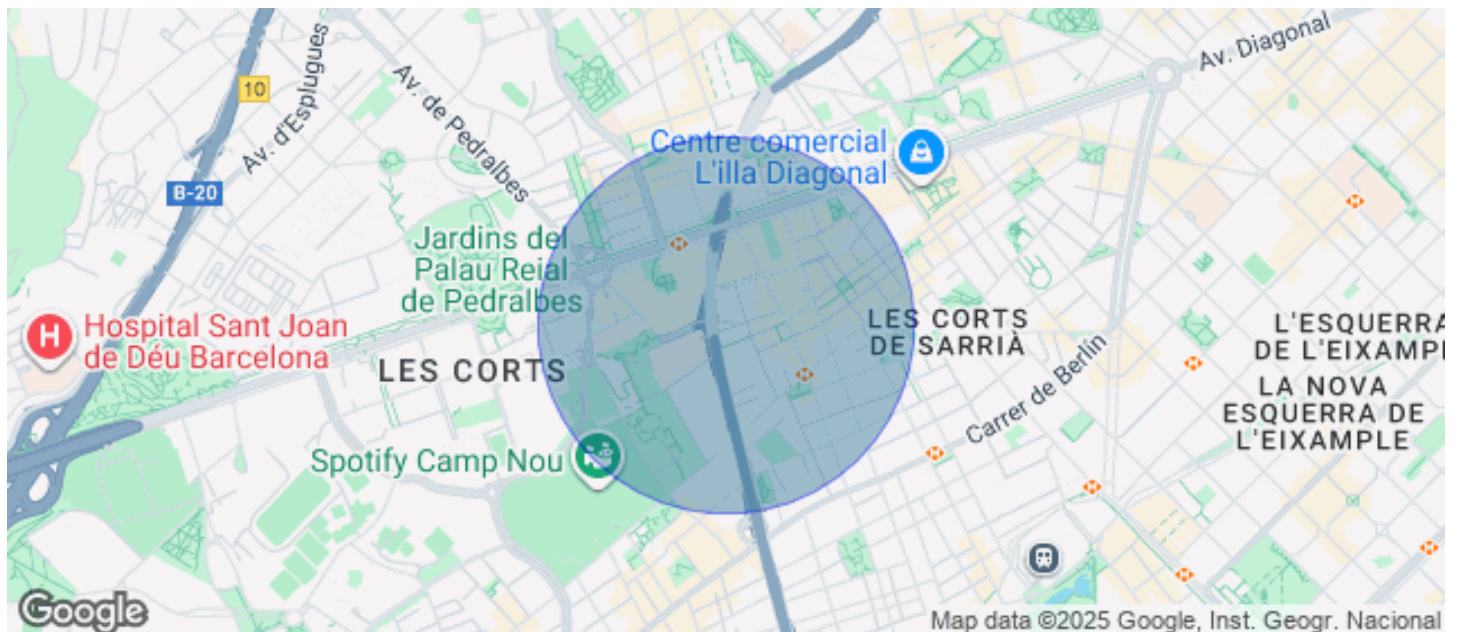 Av. d'Esplugues
10
B-20
Av. de Pedralbes
Av. Diagonal
Centre comercial
L'illa Diagonal
Jardins del
Palau Reial
de Pedralbes
H
Hospital Sant Joan
de Déu Barcelona
LES CORTS
LES CORTS
DE SARRIÀ
Carrer de Berlín
L'ESQUERRA
DE L'EIXAMPL
LA NOVA
ESQUERRA DE
L'EIXAMPLE
Spotify Camp Nou
Google
Map data ©2025 Google, Inst. Geogr. Nacional